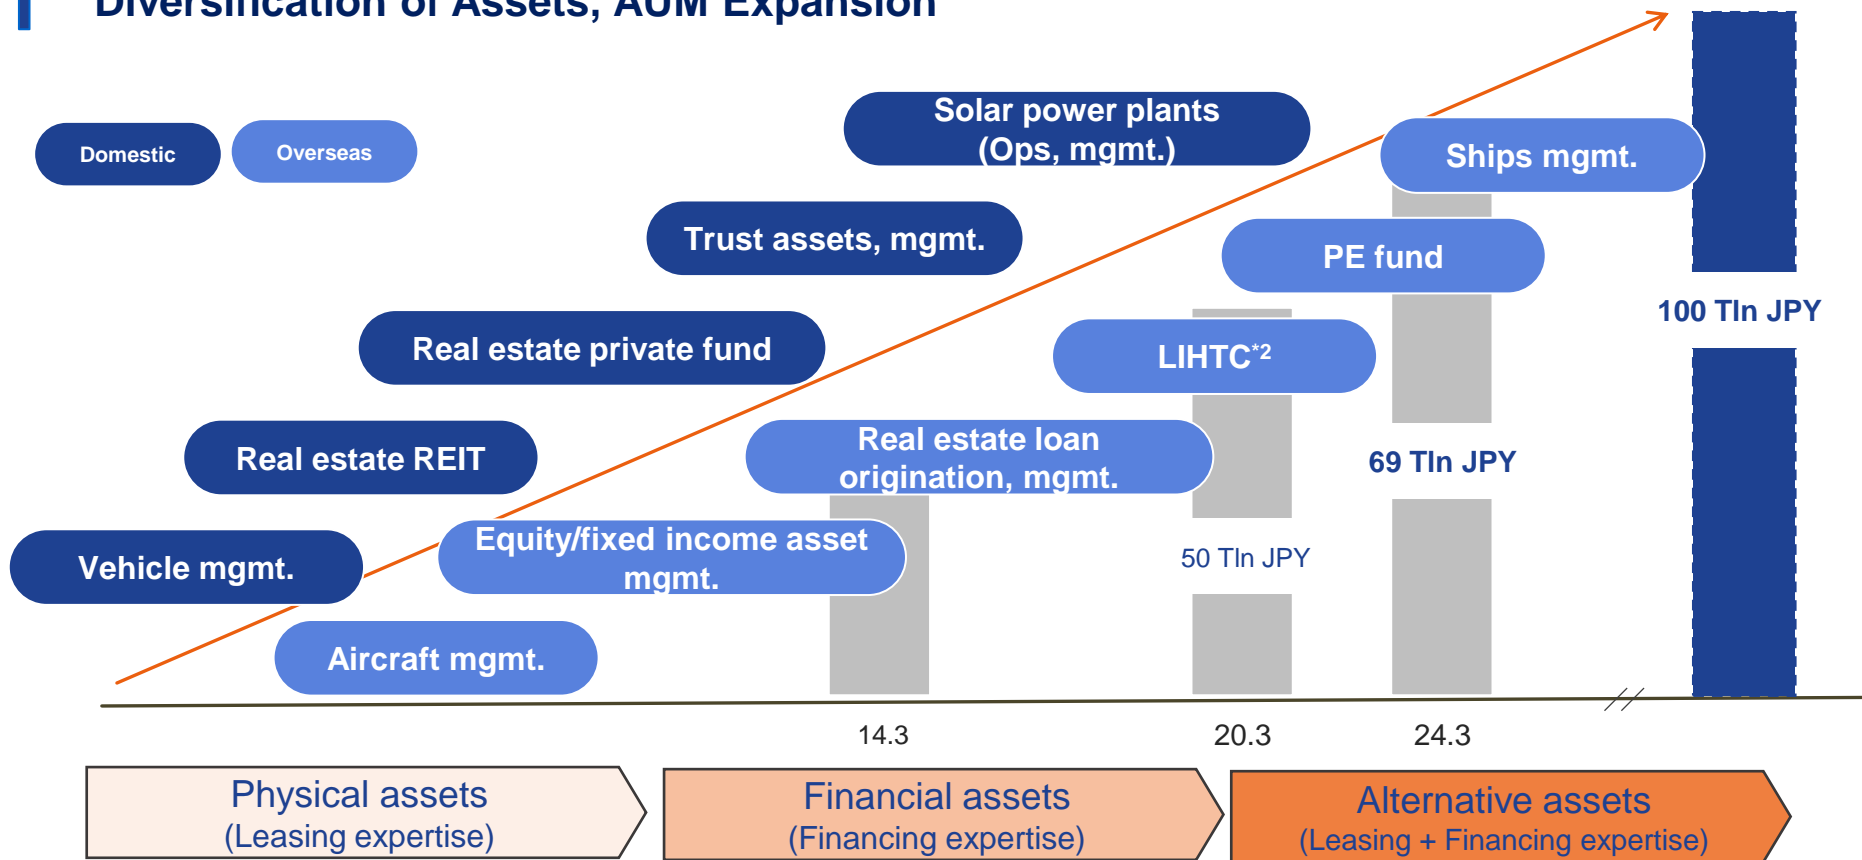 Diversification of Assets, AUM Expansion
Domestic
Overseas
Solar power plants
(Ops, mgmt.)
Ships mgmt.
Trust assets, mgmt.
PE fund
100 Tln JPY
Real estate private fund
LIHTC*2
Real estate REIT
Real estate loan
origination, mgmt.
69 Tln JPY
Vehicle mgmt.
Equity/fixed income asset
mgmt.
50 Tln JPY
Aircraft mgmt.
14.3
20.3
24.3
Physical assets
(Leasing expertise)
Financial assets
(Financing expertise)
Alternative assets
(Leasing + Financing expertise)